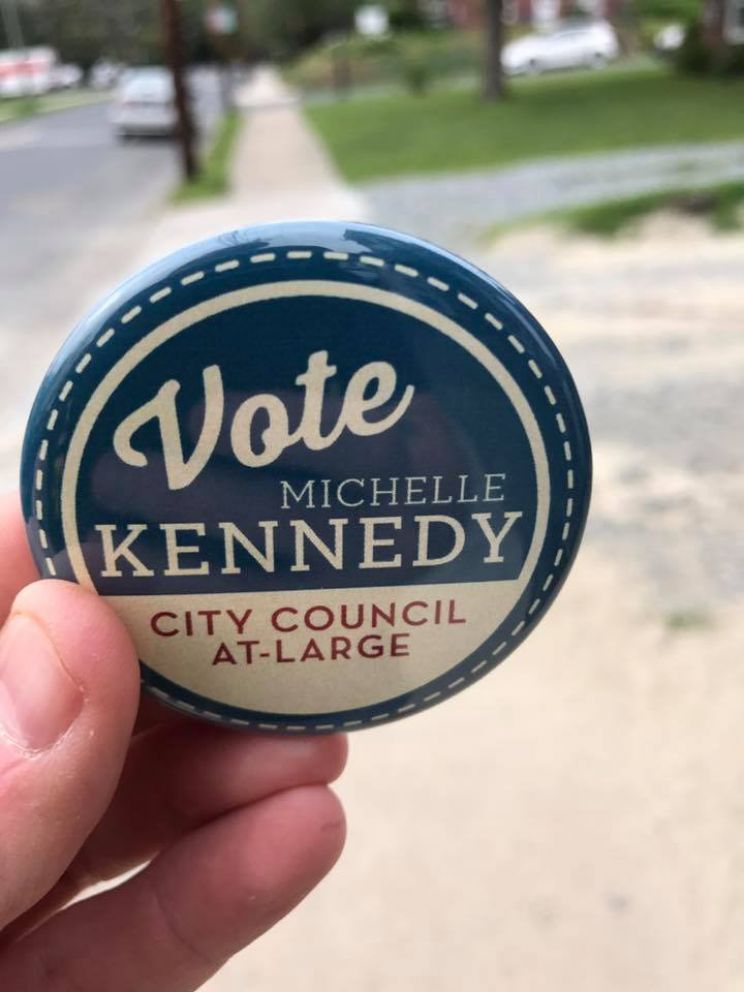 Vote
MICHELLE
KENNEDY
CITY COUNCIL
AT-LARGE